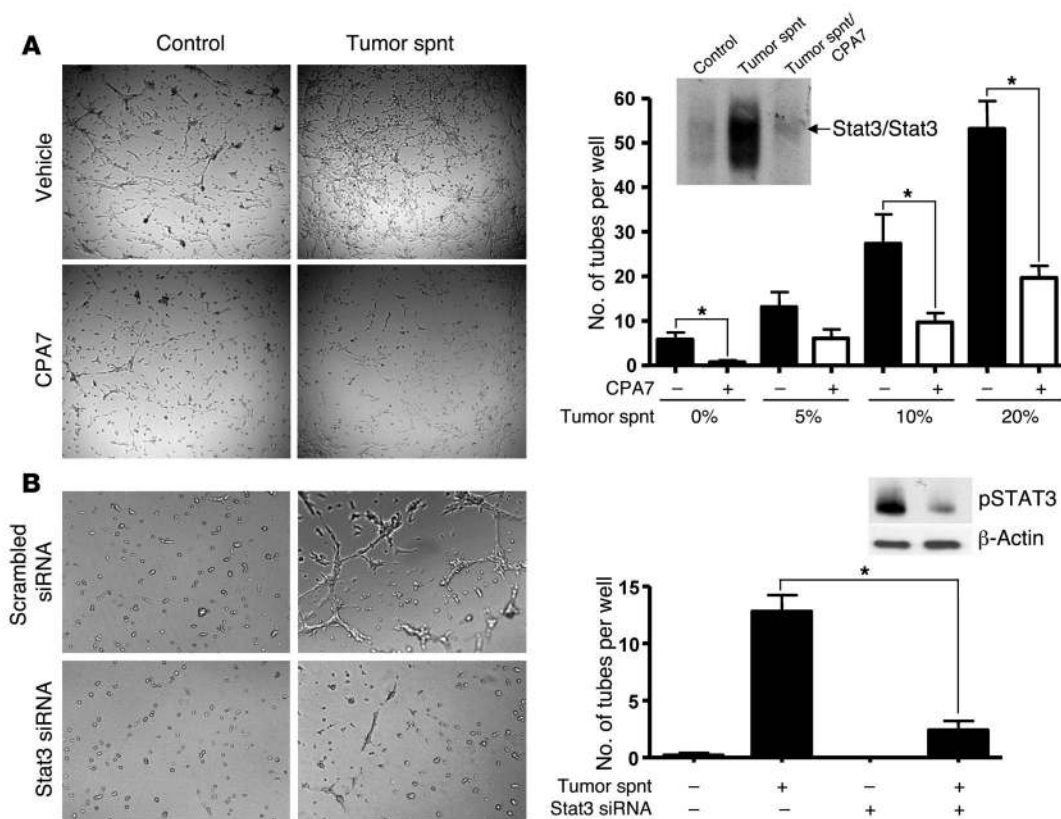 A
Control
Tumor spnt
Vehicle
CPA7
Control
Tumor spnt
Tumor spnt/
CPA7
Stat3/Stat3
No. of tubes per well
60
50
40
30
20
10
0
*
*
*
CPA7 – + – + – + – +
Tumor spnt 0% 5% 10% 20%
B
Scrambled
siRNA
Stat3 siRNA
pSTAT3
β-Actin
No. of tubes per well
15
10
5
0
*
Tumor spnt – + – +
Stat3 siRNA – – + +